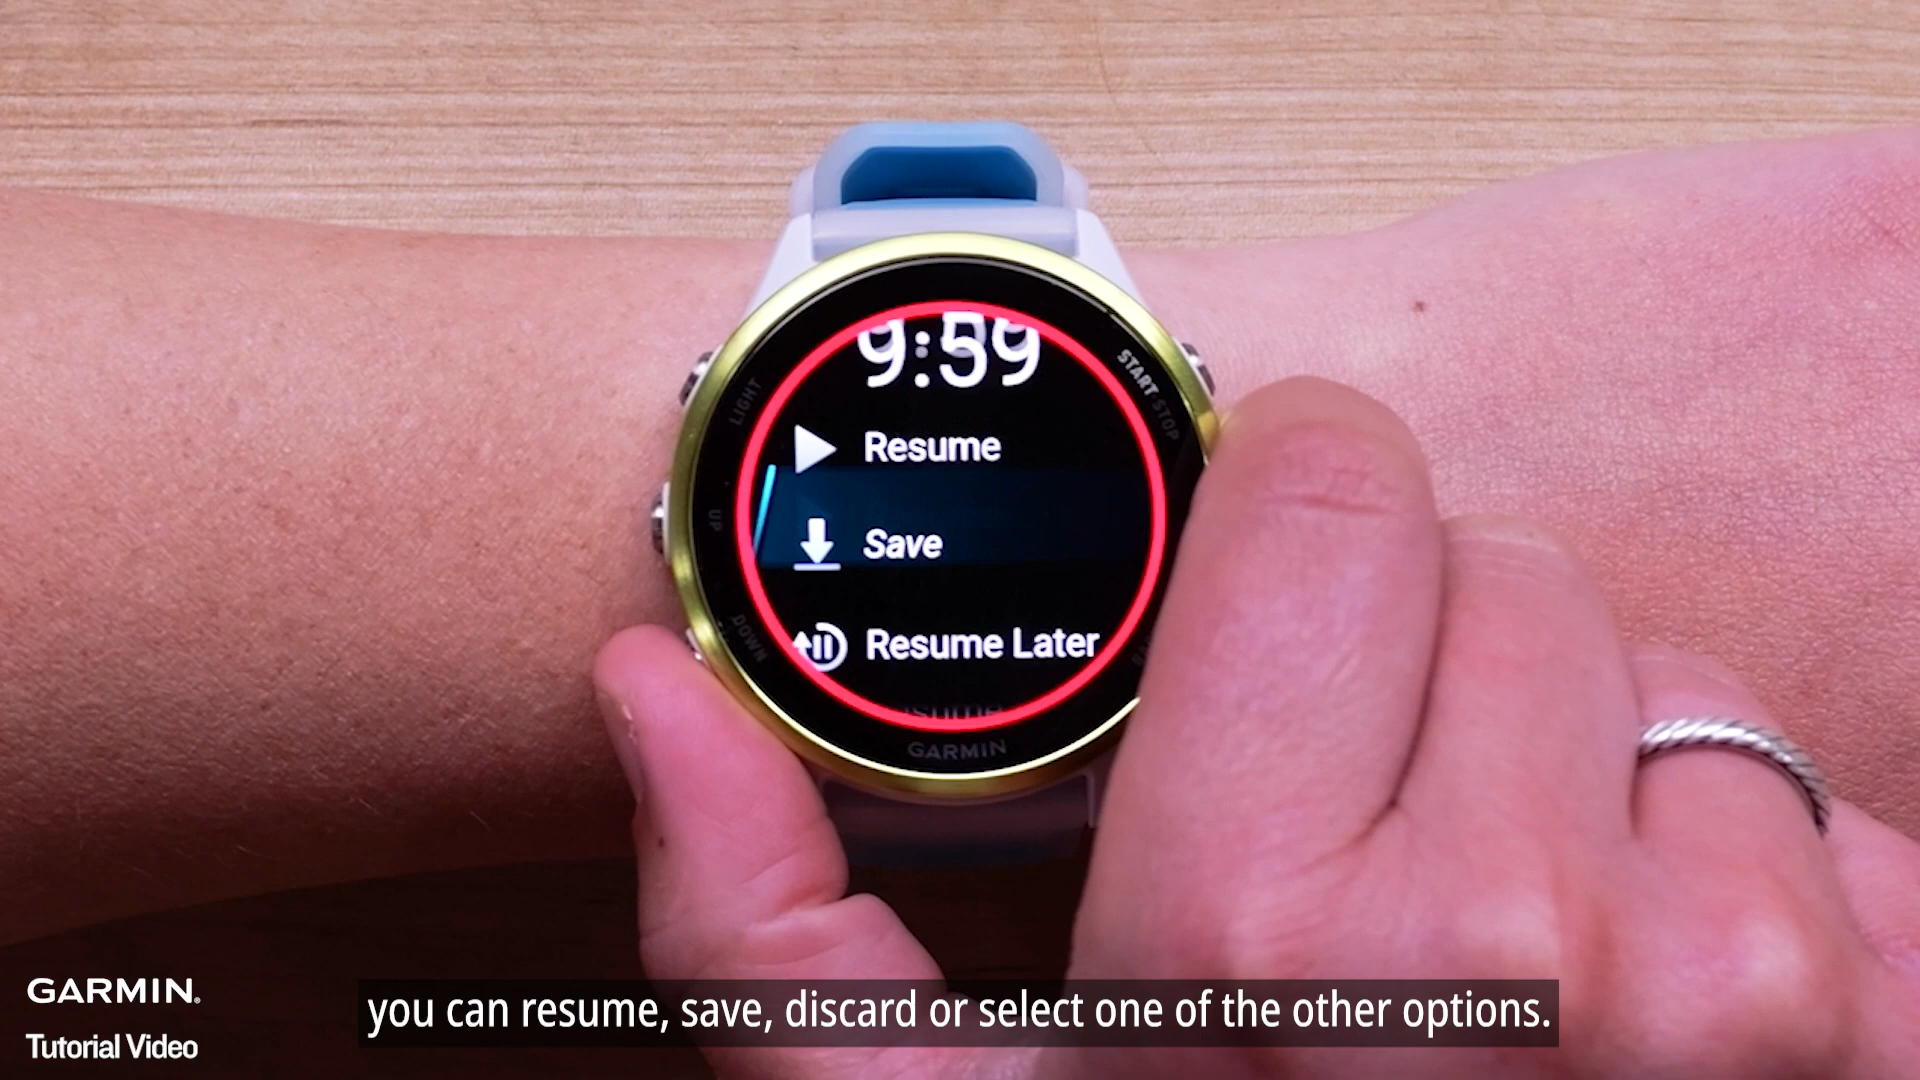 9:59
START STOP
LIGHT
Resume
UP
Save
DOWN
Resume Later
GARMIN
GARMIN.
Tutorial Video
you can resume, save, discard or select one of the other options.